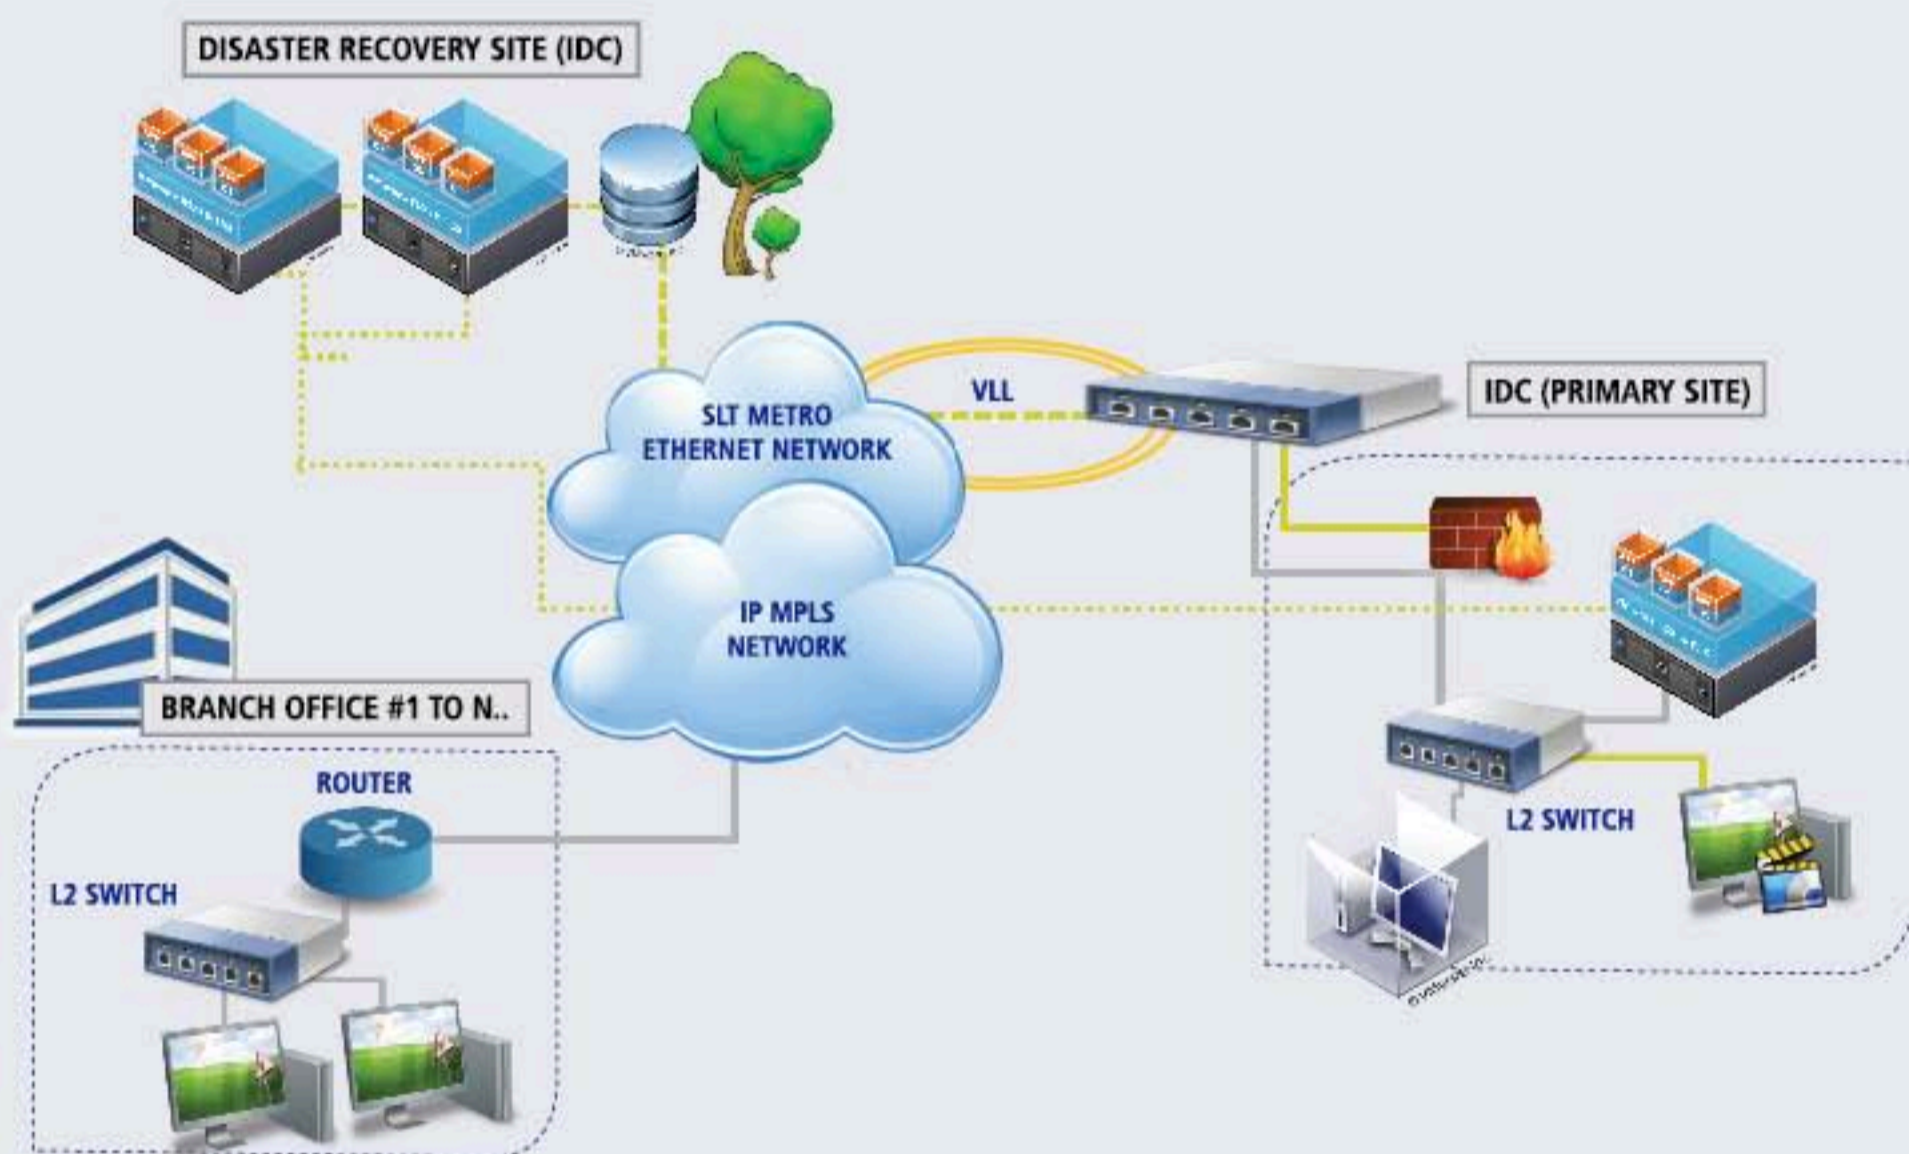 DISASTER RECOVERY SITE (IDC)
VLL
IDC (PRIMARY SITE)
SLT METRO
ETHERNET NETWORK
IP MPLS
NETWORK
BRANCH OFFICE #1 TO N..
ROUTER
L2 SWITCH
L2 SWITCH